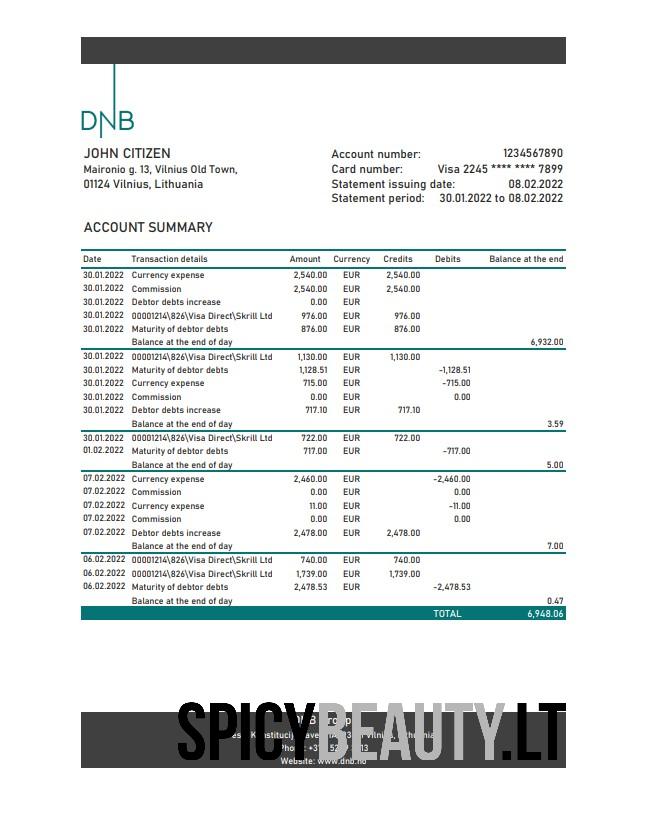 DNB
JOHN CITIZEN
Maironio g. 13, Vilnius Old Town,
01124 Vilnius, Lithuania
Account number: 1234567890
Card number: Visa 2245 **** **** 7899
Statement issuing date: 08.02.2022
Statement period: 30.01.2022 to 08.02.2022
ACCOUNT SUMMARY
Date Transaction details Amount Currency Credits Debits Balance at the end
30.01.2022 Currency expense 2,540.00 EUR 2,540.00
30.01.2022 Commission 2,540.00 EUR 2,540.00
30.01.2022 Debtor debts increase 0.00 EUR
30.01.2022 00001214\826\Visa Direct\Skrill Ltd 976.00 EUR 976.00
30.01.2022 Maturity of debtor debts 876.00 EUR 876.00
Balance at the end of day 6,932.00
30.01.2022 00001214\826\Visa Direct\Skrill Ltd 1,130.00 EUR 1,130.00
30.01.2022 Maturity of debtor debts 1,128.51 EUR -1,128.51
30.01.2022 Currency expense 715.00 EUR -715.00
30.01.2022 Commission 0.00 EUR 0.00
30.01.2022 Debtor debts increase 717.10 EUR 717.10
Balance at the end of day 3.59
30.01.2022 00001214\826\Visa Direct\Skrill Ltd 722.00 EUR 722.00
01.02.2022 Maturity of debtor debts 717.00 EUR -717.00
Balance at the end of day 5.00
07.02.2022 Currency expense 2,460.00 EUR -2,460.00
07.02.2022 Commission 0.00 EUR 0.00
07.02.2022 Currency expense 11.00 EUR -11.00
07.02.2022 Commission 0.00 EUR 0.00
07.02.2022 Debtor debts increase 2,478.00 EUR 2,478.00
Balance at the end of day 7.00
06.02.2022 00001214\826\Visa Direct\Skrill Ltd 740.00 EUR 740.00
06.02.2022 00001214\826\Visa Direct\Skrill Ltd 1,739.00 EUR 1,739.00
06.02.2022 Maturity of debtor debts 2,478.53 EUR -2,478.53
Balance at the end of day 0.47
TOTAL 6,948.06
SPICYBEAUTY.LT
DNB Group
Website: www.dnb.no